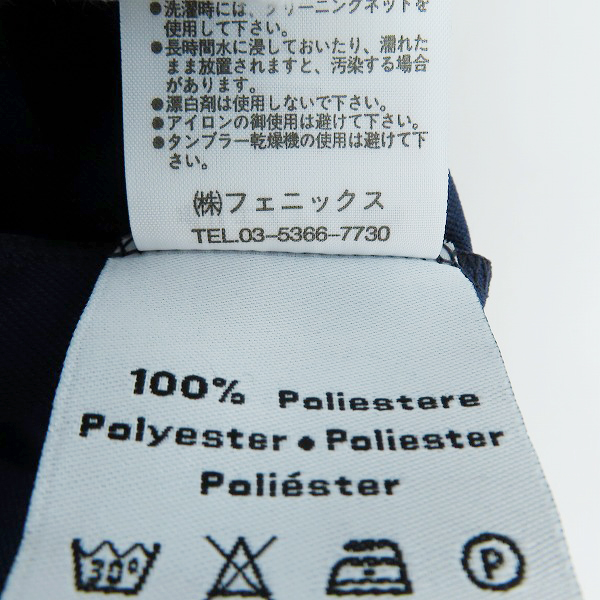 ●洗濯時には、クリーニングネットを
使用して下さい。
●長時間水に浸しておいたり、濡れた
まま放置されますと、汚染する場合
があります。
●漂白剤は使用しないで下さい。
●アイロンの御使用は避けて下さい。
●タンブラー乾燥機の使用は避けて下
さい。
㈱フェニックス
TEL.03-5366-7730
100% Poliestere
Polyester • Poliester
Poliéster
30° P